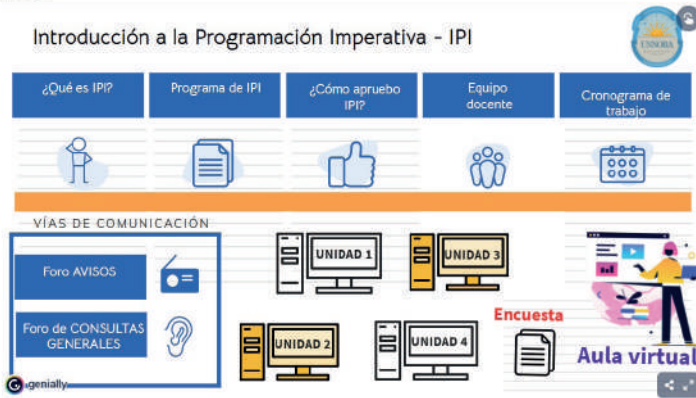 Introducción a la Programación Imperativa - IPI
UNNOBA
¿Qué es IPI?
Programa de IPI
¿Cómo apruebo
IPI?
Equipo
docente
Cronograma de
trabajo
VÍAS DE COMUNICACIÓN
Foro AVISOS
Foro de CONSULTAS
GENERALES
UNIDAD 1
UNIDAD 3
UNIDAD 2
UNIDAD 4
Encuesta
Aula virtual
genially